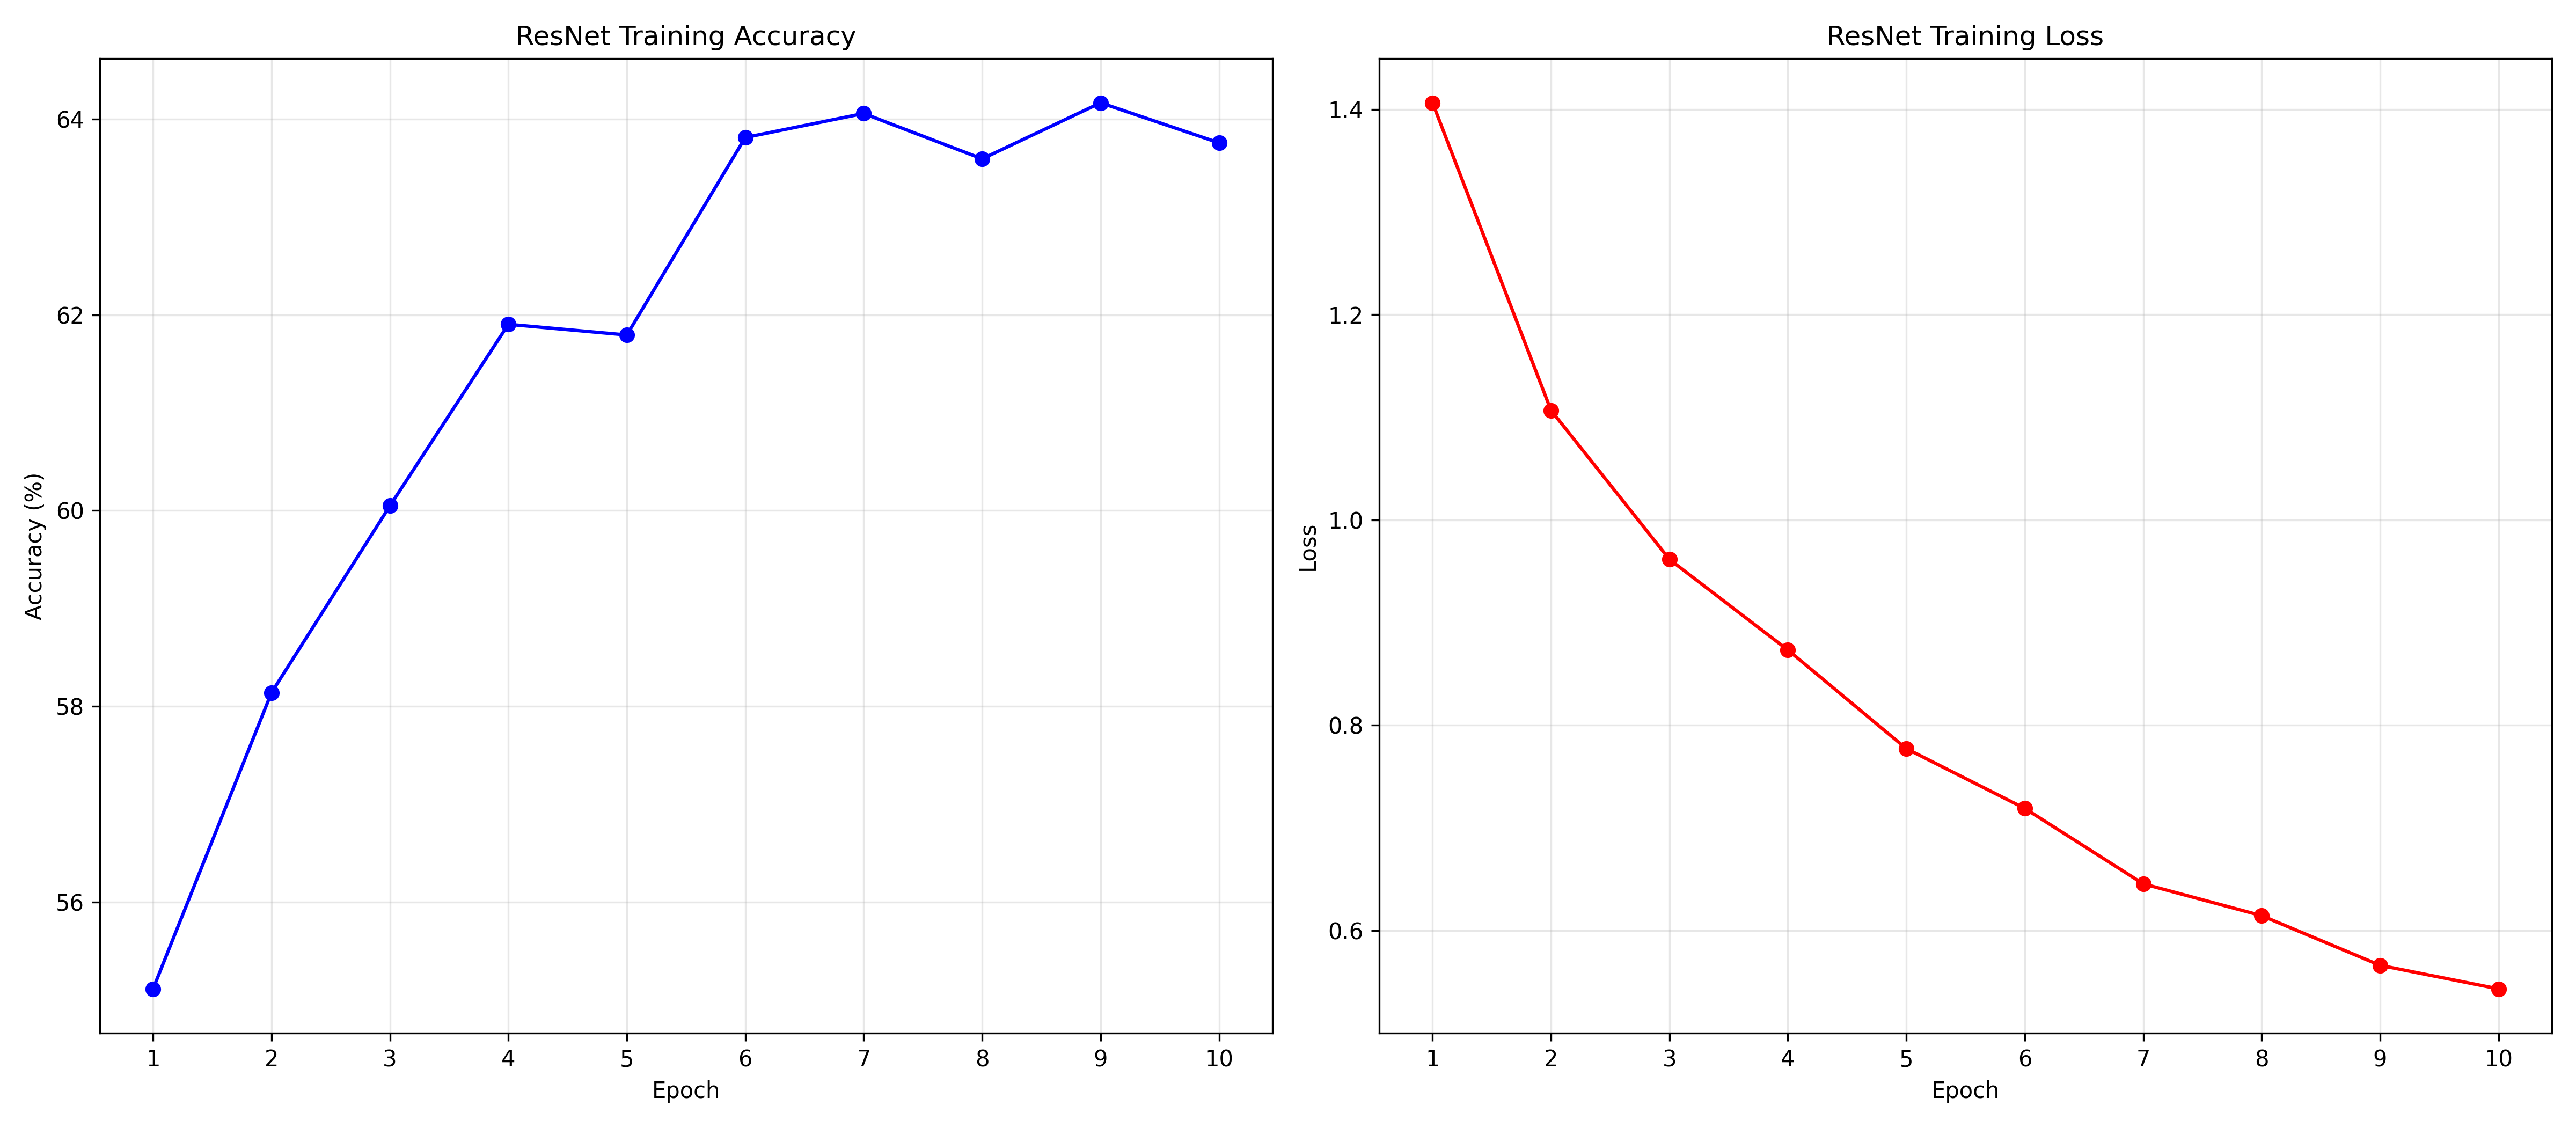 ResNet Training Accuracy
Accuracy (%)
64
62
60
58
56
1 2 3 4 5 6 7 8 9 10
Epoch
ResNet Training Loss
Loss
1.4
1.2
1.0
0.8
0.6
1 2 3 4 5 6 7 8 9 10
Epoch